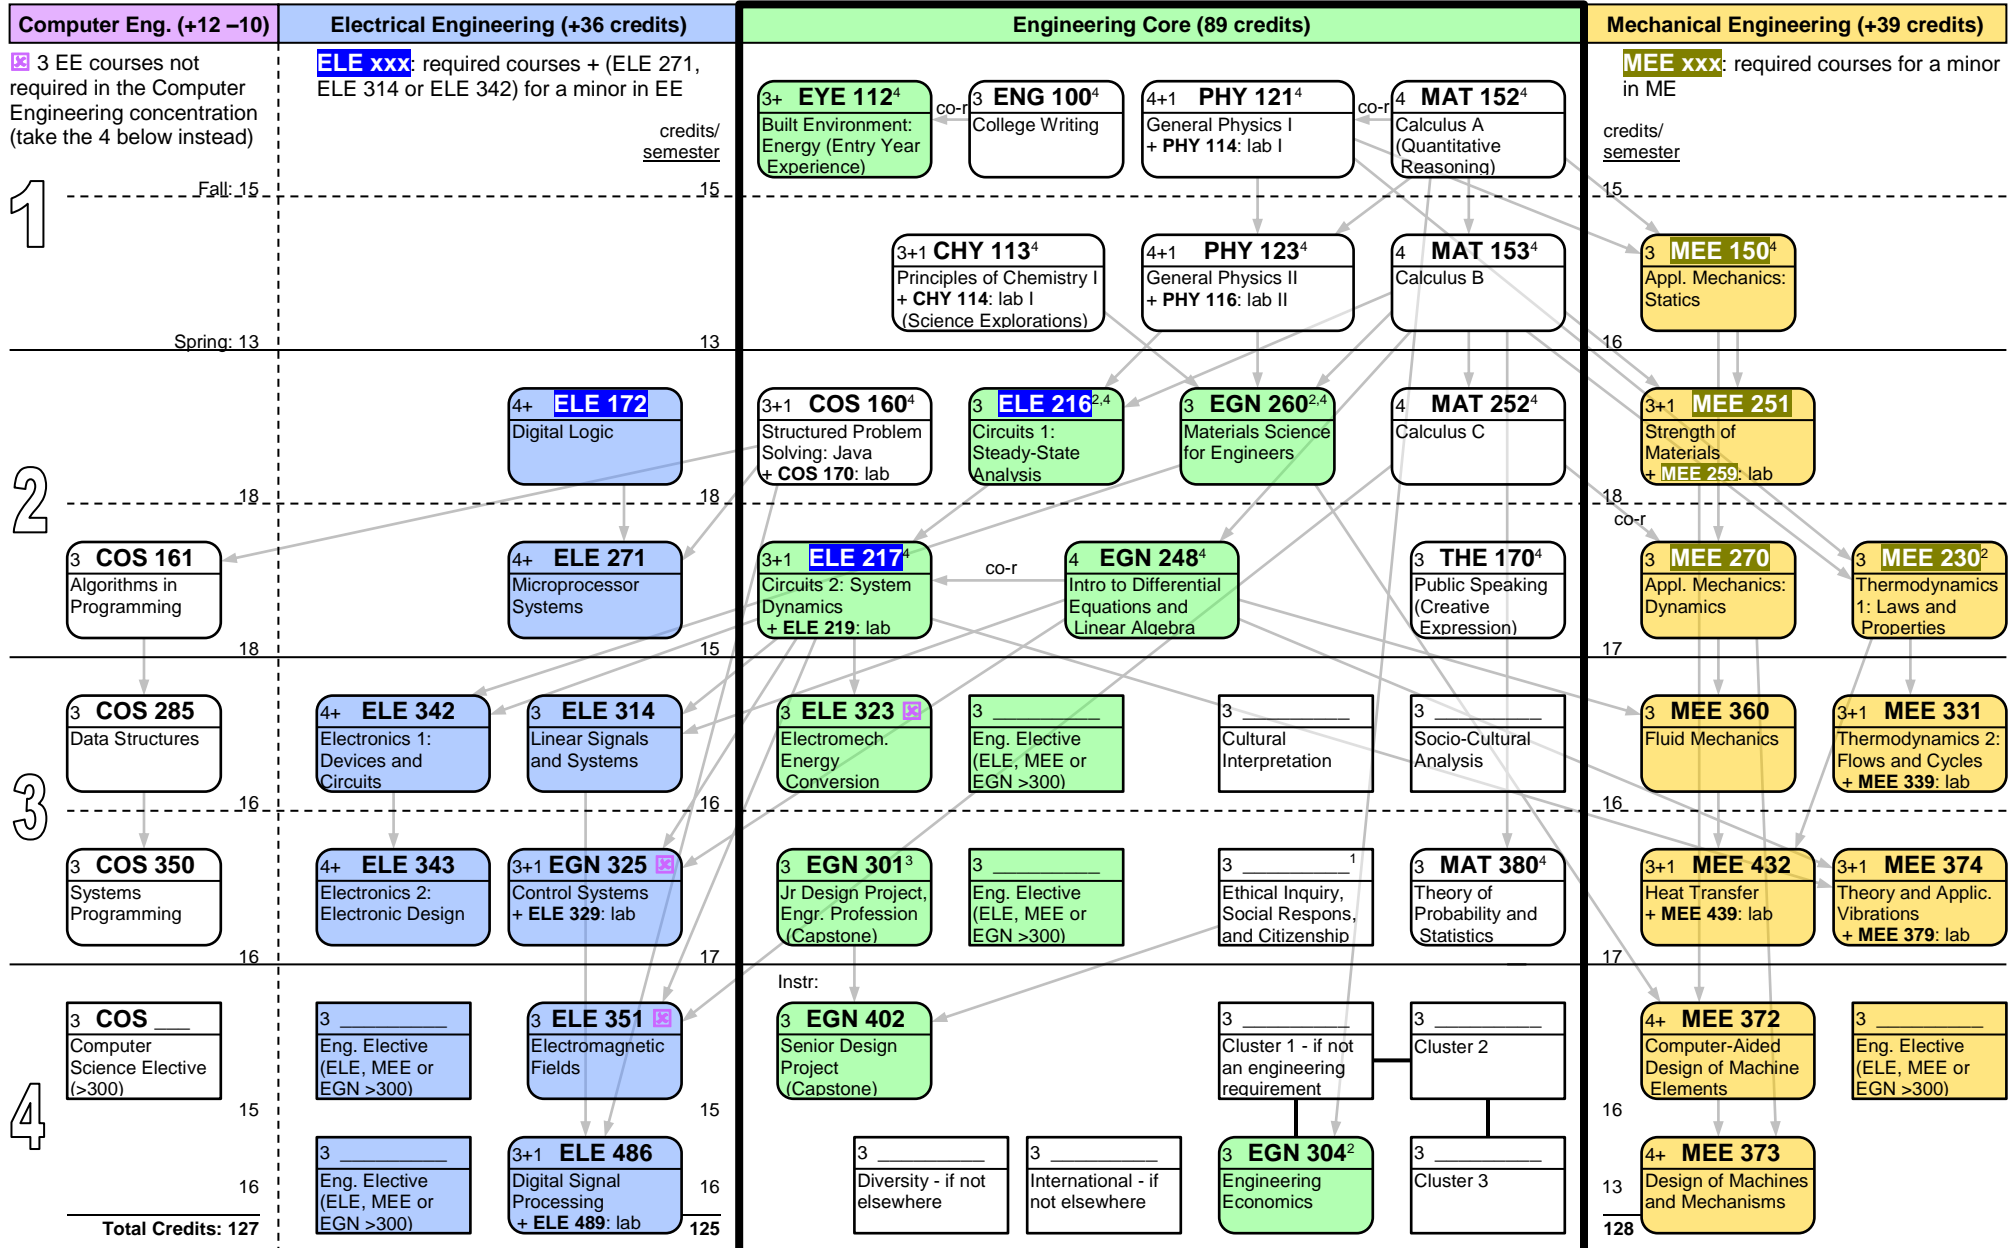 Computer Eng. (+12 –10)
Electrical Engineering (+36 credits)
Engineering Core (89 credits)
Mechanical Engineering (+39 credits)
3 EE courses not
required in the Computer
Engineering concentration
(take the 4 below instead)
ELE xxx: required courses + (ELE 271,
ELE 314 or ELE 342) for a minor in EE
credits/
semester
MEE xxx: required courses for a minor
in ME
credits/
semester
1
3+ EYE 112⁴
Built Environment:
Energy (Entry Year
Experience)
co-r
3 ENG 100⁴
College Writing
4+1 PHY 121⁴
General Physics I
+ PHY 114: lab I
co-r
4 MAT 152⁴
Calculus A
(Quantitative
Reasoning)
Fall: 15
15
15
3+1 CHY 113⁴
Principles of Chemistry I
+ CHY 114: lab I
(Science Explorations)
4+1 PHY 123⁴
General Physics II
+ PHY 116: lab II
4 MAT 153⁴
Calculus B
3 MEE 150⁴
Appl. Mechanics:
Statics
Spring: 13
13
16
2
4+ ELE 172
Digital Logic
3+1 COS 160⁴
Structured Problem
Solving: Java
+ COS 170: lab
3 ELE 216²,⁴
Circuits 1:
Steady-State
Analysis
3 EGN 260²,⁴
Materials Science
for Engineers
4 MAT 252⁴
Calculus C
3+1 MEE 251
Strength of
Materials
+ MEE 259: lab
18
18
18
co-r
3 COS 161
Algorithms in
Programming
4+ ELE 271
Microprocessor
Systems
3+1 ELE 217⁴
Circuits 2: System
Dynamics
+ ELE 219: lab
co-r
4 EGN 248⁴
Intro to Differential
Equations and
Linear Algebra
3 THE 170⁴
Public Speaking
(Creative
Expression)
3 MEE 270
Appl. Mechanics:
Dynamics
3 MEE 230²
Thermodynamics
1: Laws and
Properties
18
15
17
3
3 COS 285
Data Structures
4+ ELE 342
Electronics 1:
Devices and
Circuits
3 ELE 314
Linear Signals
and Systems
3 ELE 323
Electromech.
Energy
Conversion
3 __________
Eng. Elective
(ELE, MEE or
EGN >300)
3 __________
Cultural
Interpretation
3 __________
Socio-Cultural
Analysis
3 MEE 360
Fluid Mechanics
3+1 MEE 331
Thermodynamics 2:
Flows and Cycles
+ MEE 339: lab
16
16
16
3 COS 350
Systems
Programming
4+ ELE 343
Electronics 2:
Electronic Design
3+1 EGN 325
Control Systems
+ ELE 329: lab
3 EGN 301³
Jr Design Project,
Engr. Profession
(Capstone)
3 __________
Eng. Elective
(ELE, MEE or
EGN >300)
3 __________¹
Ethical Inquiry,
Social Respons,
and Citizenship
3 MAT 380⁴
Theory of
Probability and
Statistics
3+1 MEE 432
Heat Transfer
+ MEE 439: lab
3+1 MEE 374
Theory and Applic.
Vibrations
+ MEE 379: lab
16
17
17
4
Instr:
3 COS ___
Computer
Science Elective
(>300)
3 __________
Eng. Elective
(ELE, MEE or
EGN >300)
3 ELE 351
Electromagnetic
Fields
3 EGN 402
Senior Design
Project
(Capstone)
3 __________
Cluster 1 - if not
an engineering
requirement
3 __________
Cluster 2
4+ MEE 372
Computer-Aided
Design of Machine
Elements
3 __________
Eng. Elective
(ELE, MEE or
EGN >300)
15
15
16
3 __________
Eng. Elective
(ELE, MEE or
EGN >300)
3+1 ELE 486
Digital Signal
Processing
+ ELE 489: lab
3 __________
Diversity - if not
elsewhere
3 __________
International - if
not elsewhere
3 EGN 304²
Engineering
Economics
3 __________
Cluster 3
4+ MEE 373
Design of Machines
and Mechanisms
16
16
13
Total Credits: 127
125
128